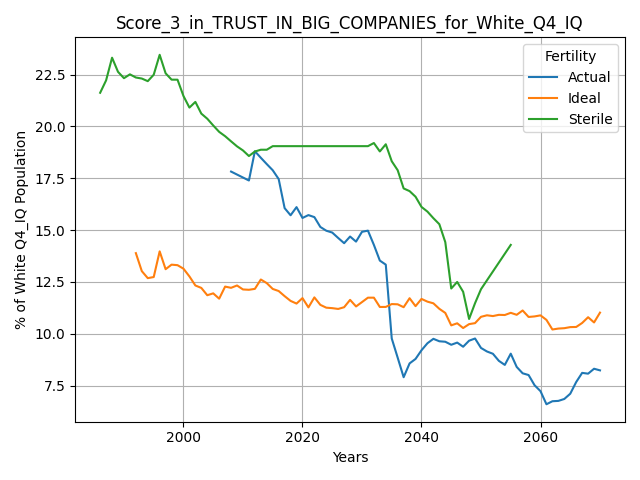 Score_3_in_TRUST_IN_BIG_COMPANIES_for_White_Q4_IQ
Fertility
Actual
Ideal
Sterile
% of White Q4_IQ Population
22.5
20.0
17.5
15.0
12.5
10.0
7.5
2000
2020
2040
2060
Years